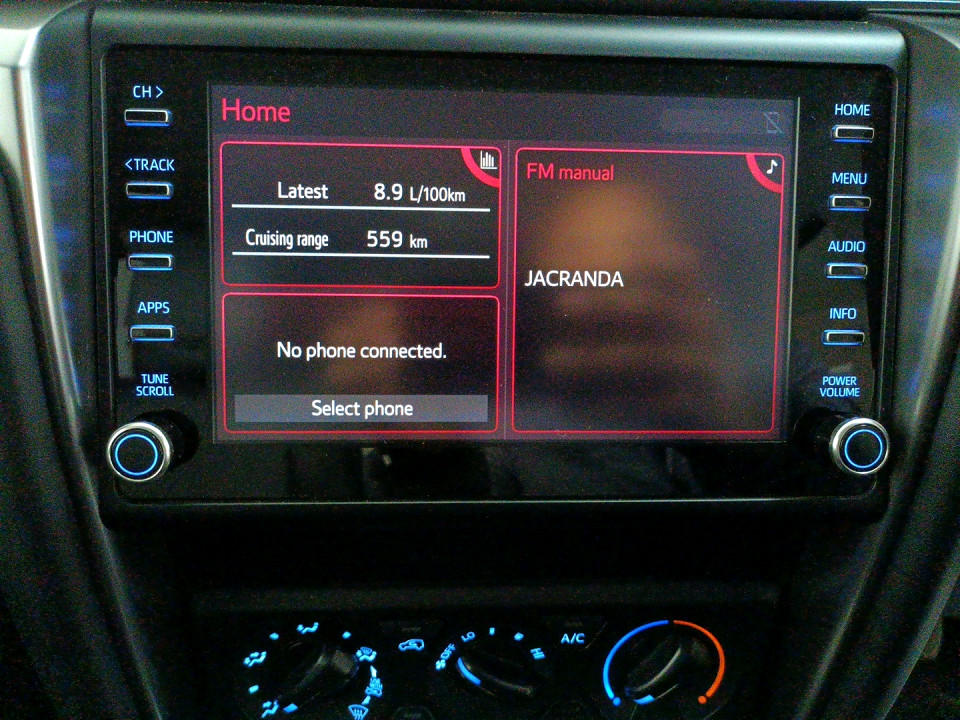 CH >
<TRACK
PHONE
APPS
TUNE
SCROLL
Home
Latest 8.9 L/100km
Cruising range 559 km
No phone connected.
Select phone
FM manual
JACRANDA
HOME
MENU
AUDIO
INFO
POWER
VOLUME
OFF LO HI
A/C